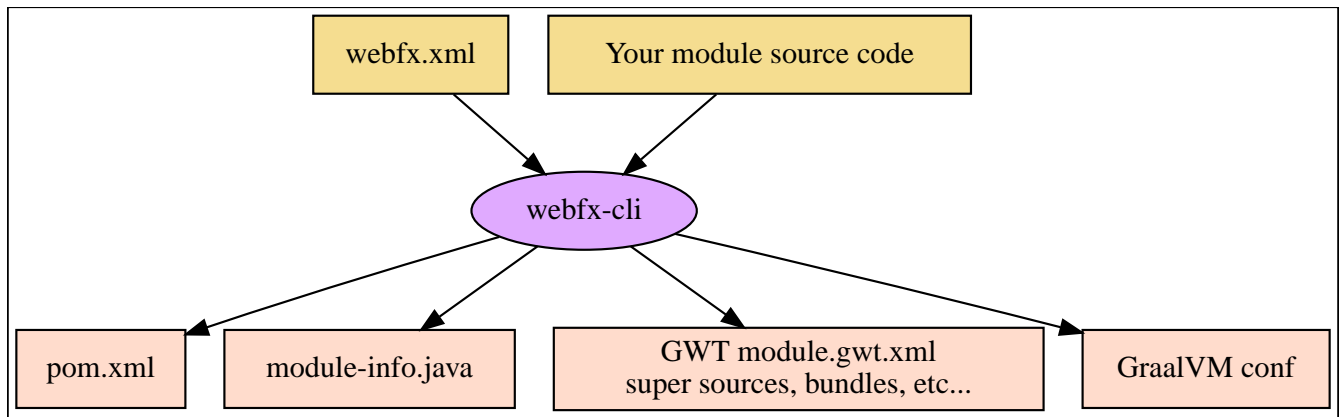 webfx.xml
Your module source code
webfx-cli
pom.xml
module-info.java
GWT module.gwt.xml
super sources, bundles, etc...
GraalVM conf